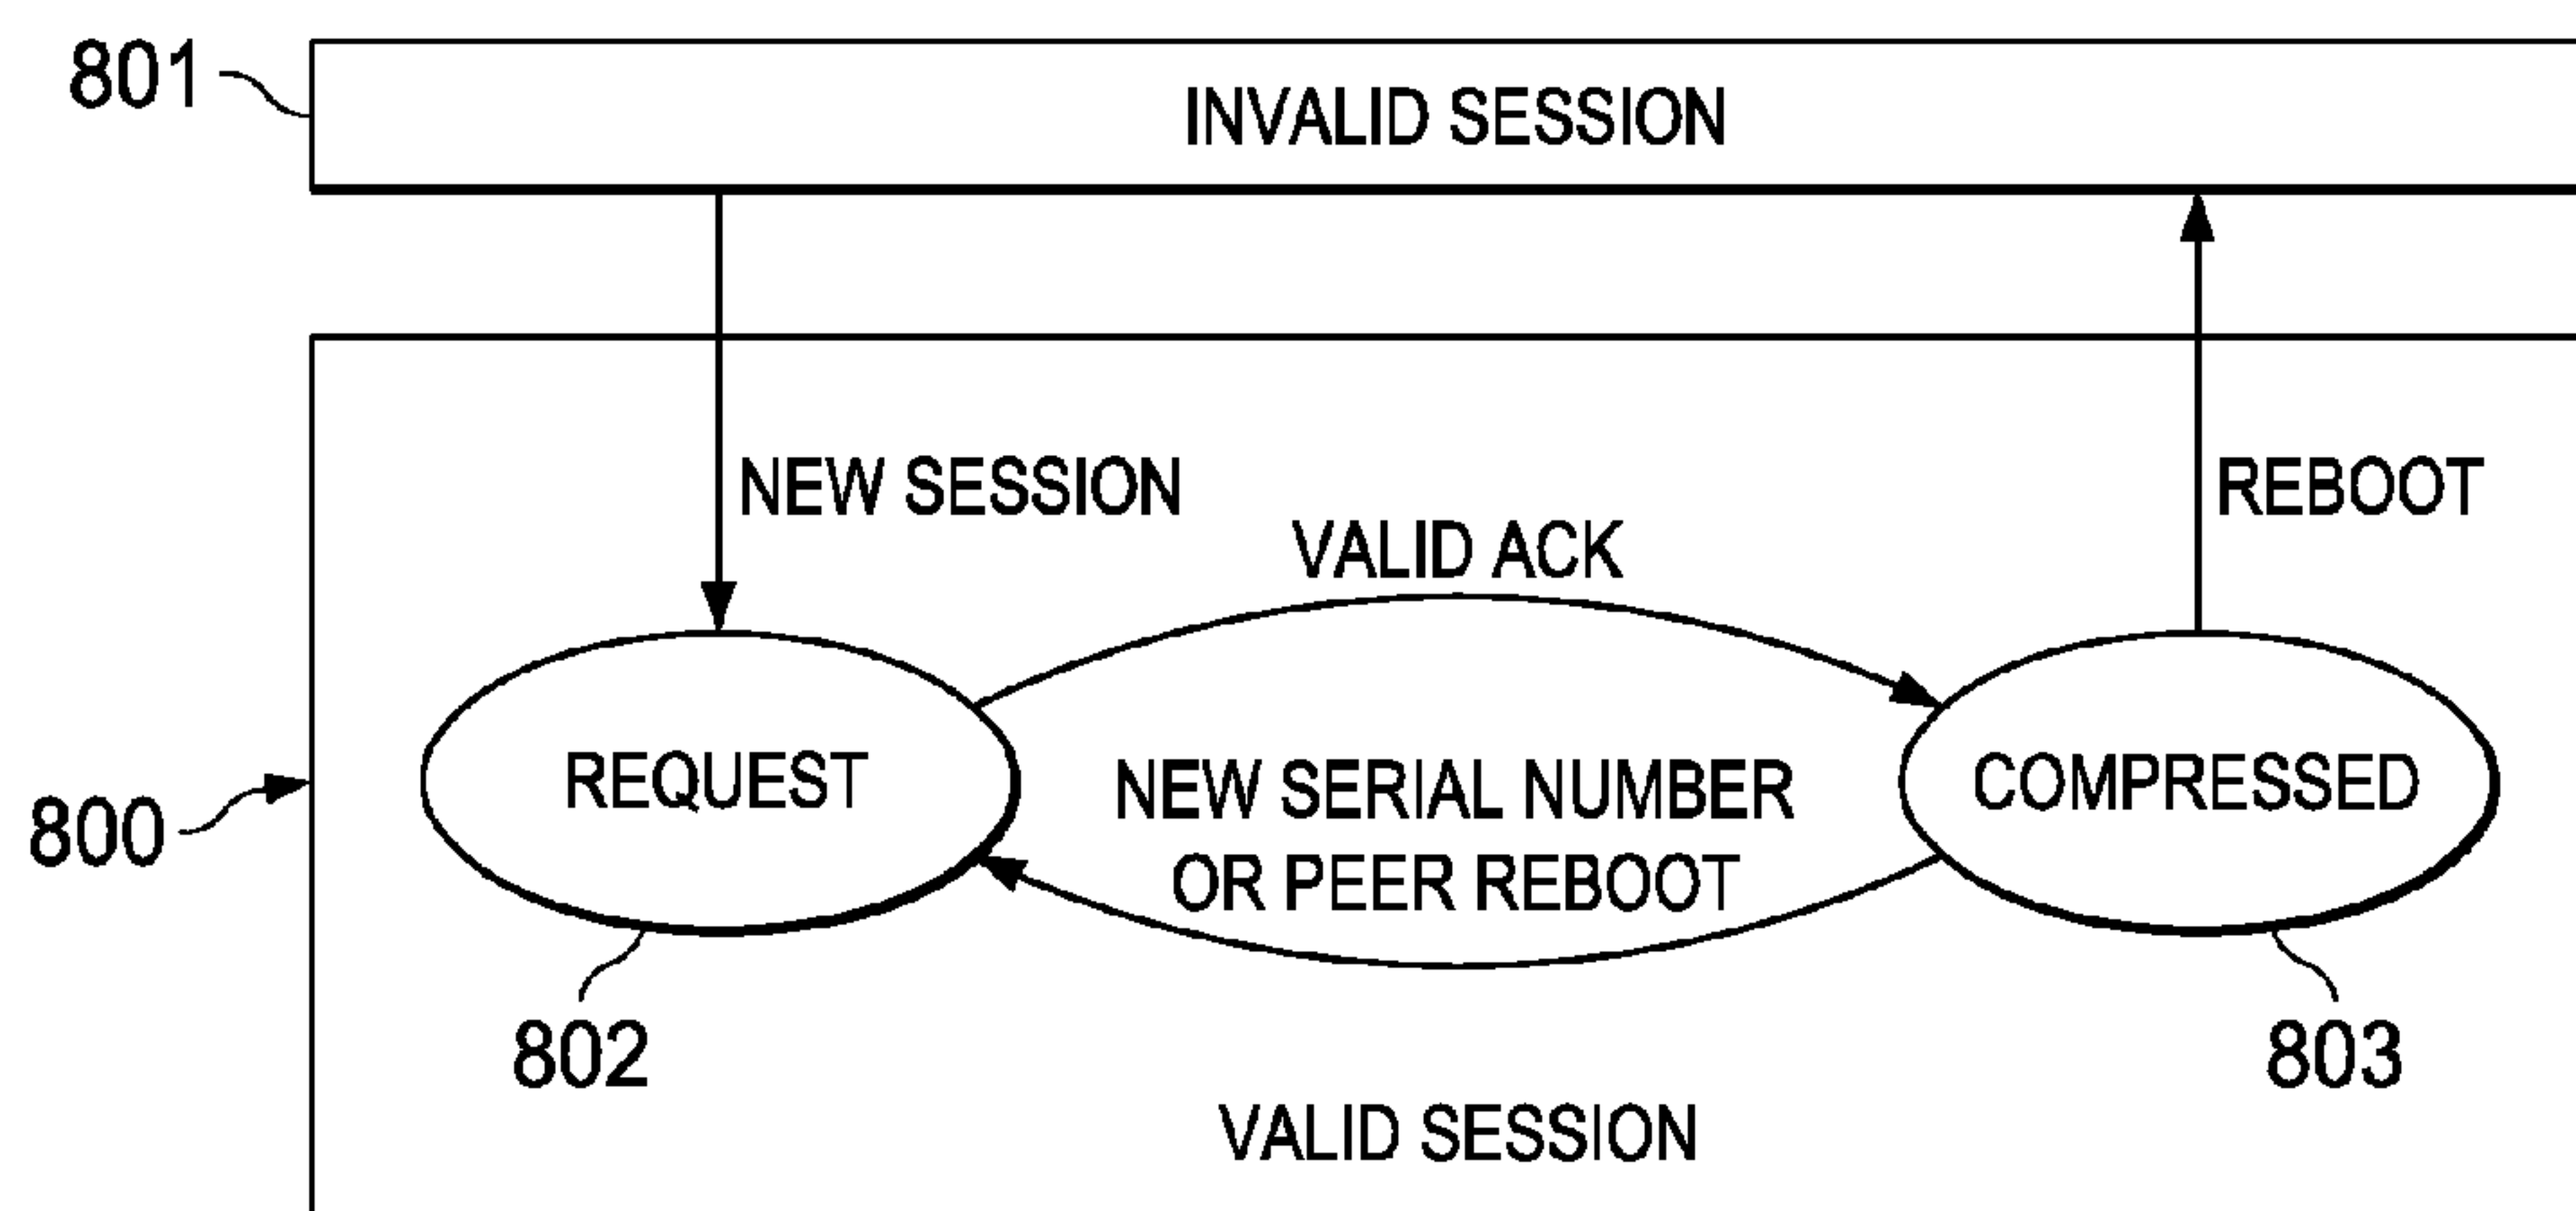 801
INVALID SESSION
NEW SESSION
REBOOT
VALID ACK
REQUEST
NEW SERIAL NUMBER
OR PEER REBOOT
COMPRESSED
800
802
803
VALID SESSION